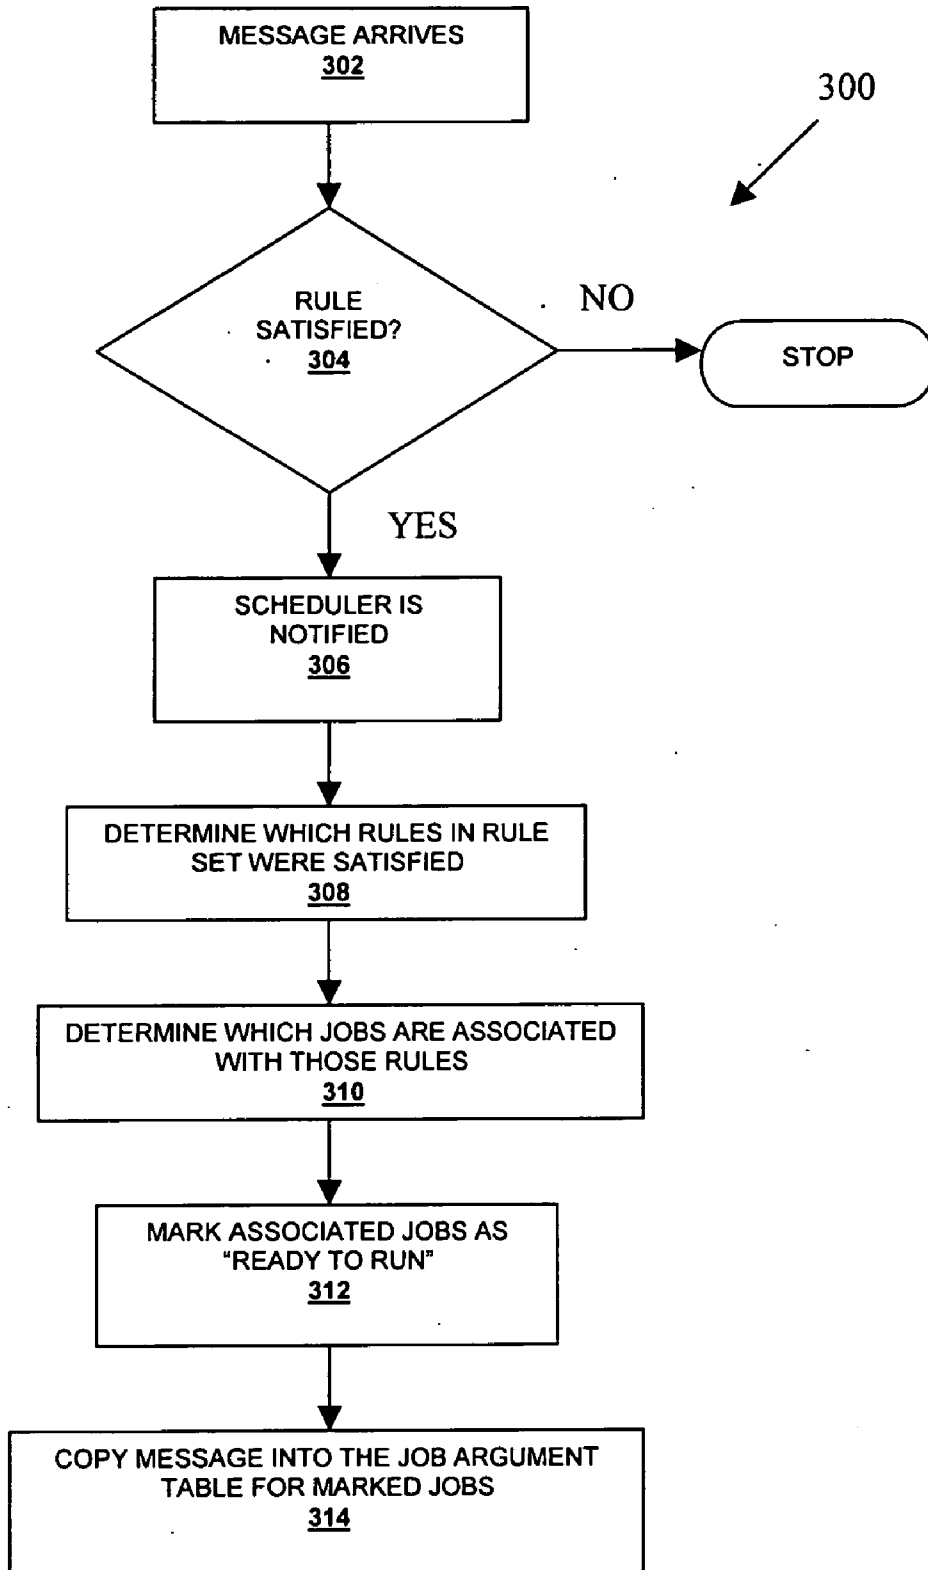 MESSAGE ARRIVES
302
300
RULE
SATISFIED?
304
NO
STOP
YES
SCHEDULER IS
NOTIFIED
306
DETERMINE WHICH RULES IN RULE
SET WERE SATISFIED
308
DETERMINE WHICH JOBS ARE ASSOCIATED
WITH THOSE RULES
310
MARK ASSOCIATED JOBS AS
"READY TO RUN"
312
COPY MESSAGE INTO THE JOB ARGUMENT
TABLE FOR MARKED JOBS
314